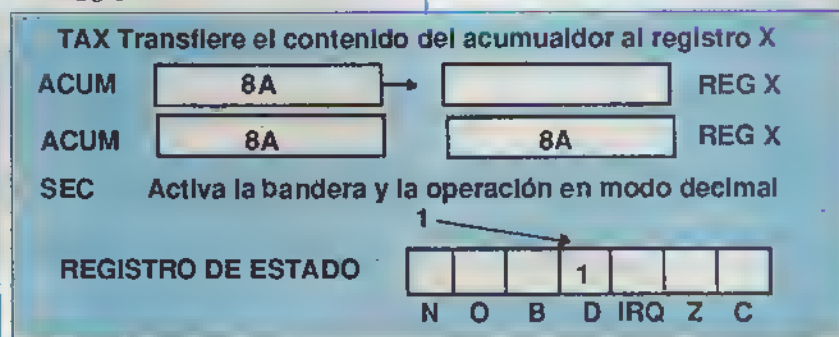 TAX Transfiere el contenido del acumualdor al registro X
ACUM 8A REG X
ACUM 8A 8A REG X
SEC Activa la bandera y la operación en modo decimal
1
REGISTRO DE ESTADO 1
N O B D IRQ Z C